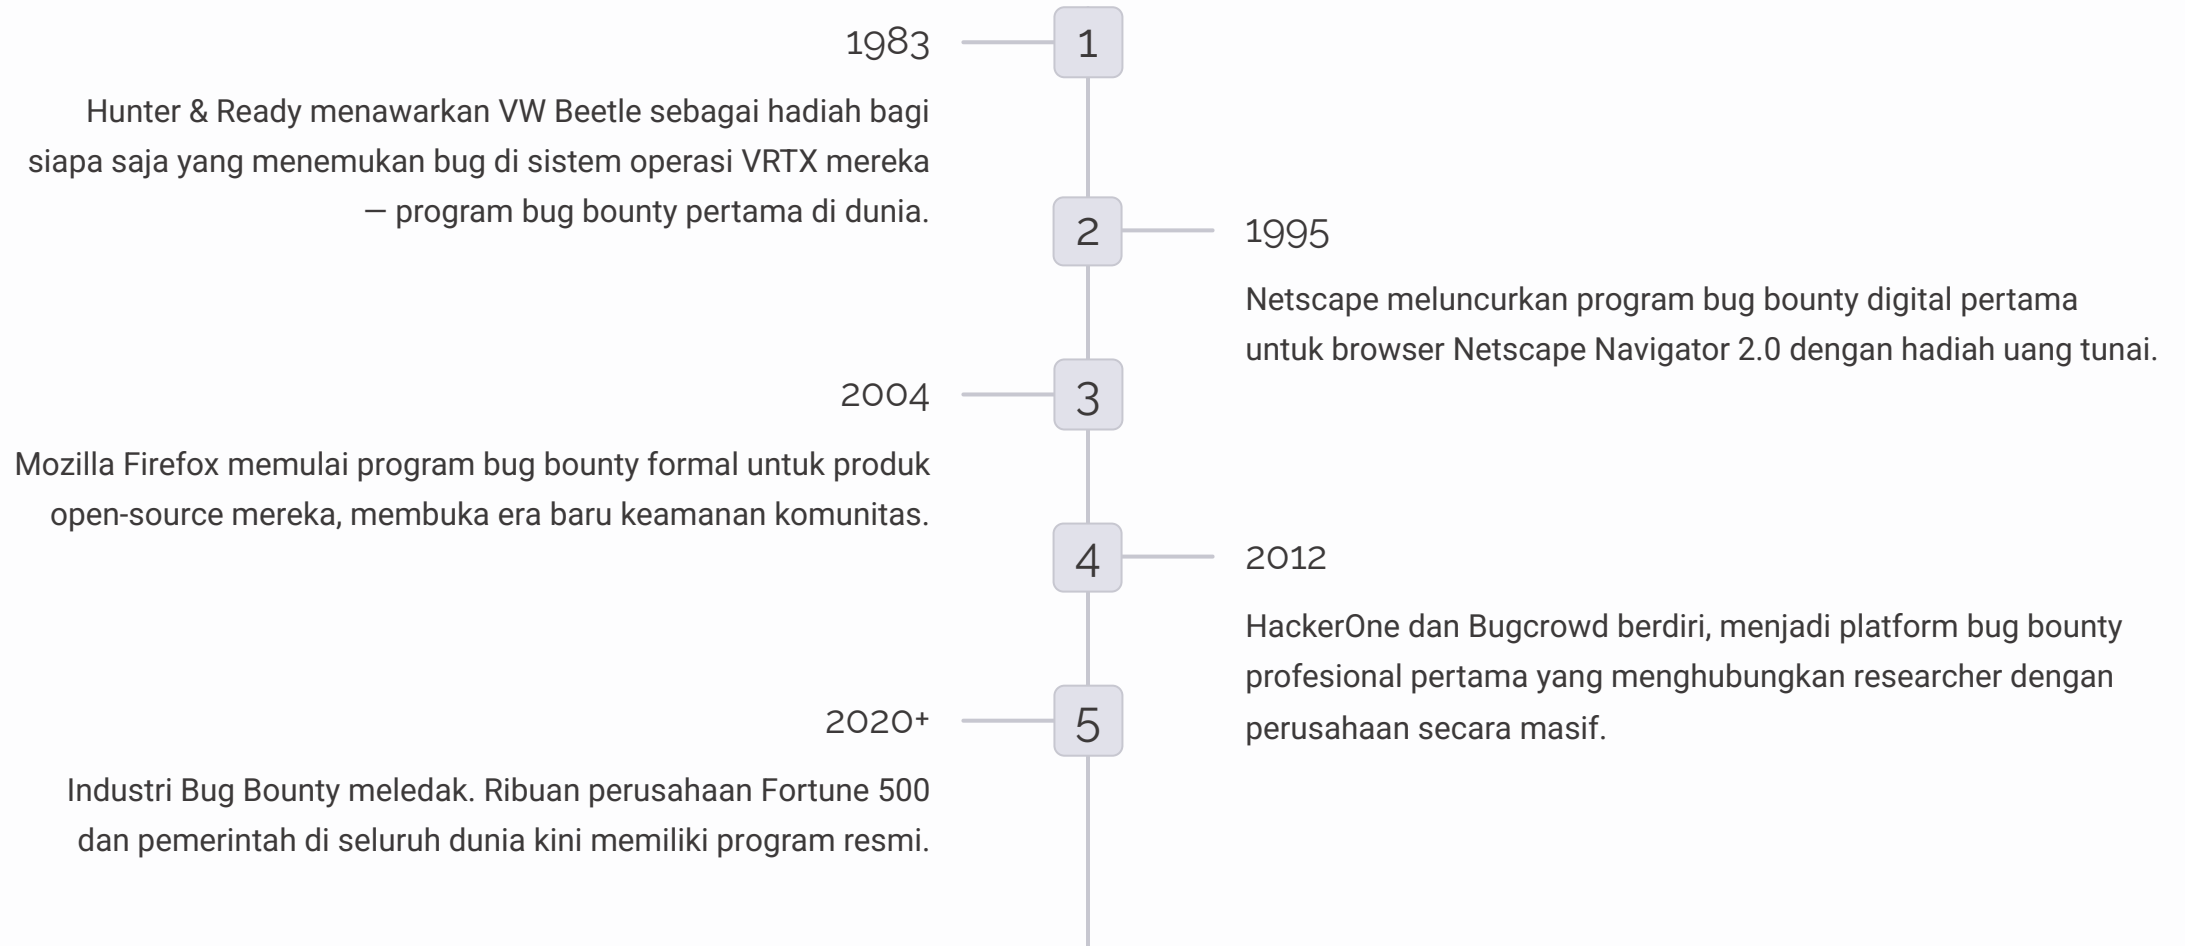 1983
1
Hunter & Ready menawarkan VW Beetle sebagai hadiah bagi
siapa saja yang menemukan bug di sistem operasi VRTX mereka
— program bug bounty pertama di dunia.
2
1995
Netscape meluncurkan program bug bounty digital pertama
untuk browser Netscape Navigator 2.0 dengan hadiah uang tunai.
2004
3
Mozilla Firefox memulai program bug bounty formal untuk produk
open-source mereka, membuka era baru keamanan komunitas.
4
2012
HackerOne dan Bugcrowd berdiri, menjadi platform bug bounty
profesional pertama yang menghubungkan researcher dengan
perusahaan secara masif.
2020+
5
Industri Bug Bounty meledak. Ribuan perusahaan Fortune 500
dan pemerintah di seluruh dunia kini memiliki program resmi.